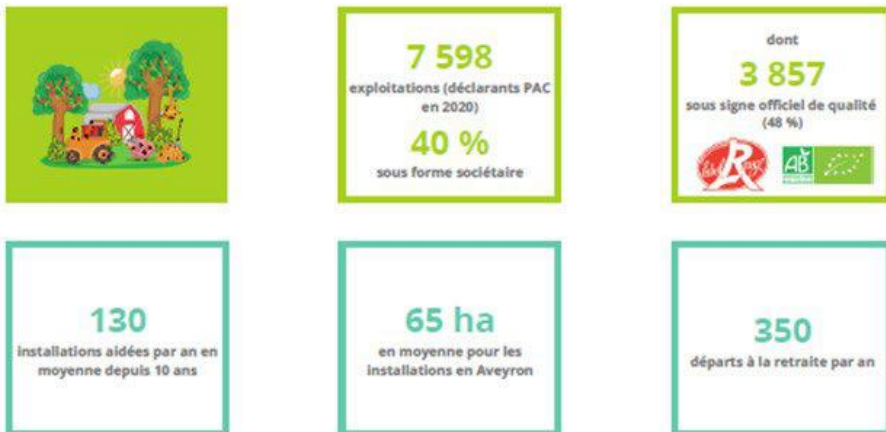 7 598
exploitations (déclarants PAC
en 2020)
40 %
sous forme sociétaire
dont
3 857
sous signe officiel de qualité
(48 %)
AB
130
installations aidées par an en
moyenne depuis 10 ans
65 ha
en moyenne pour les
installations en Aveyron
350
départs à la retraite par an